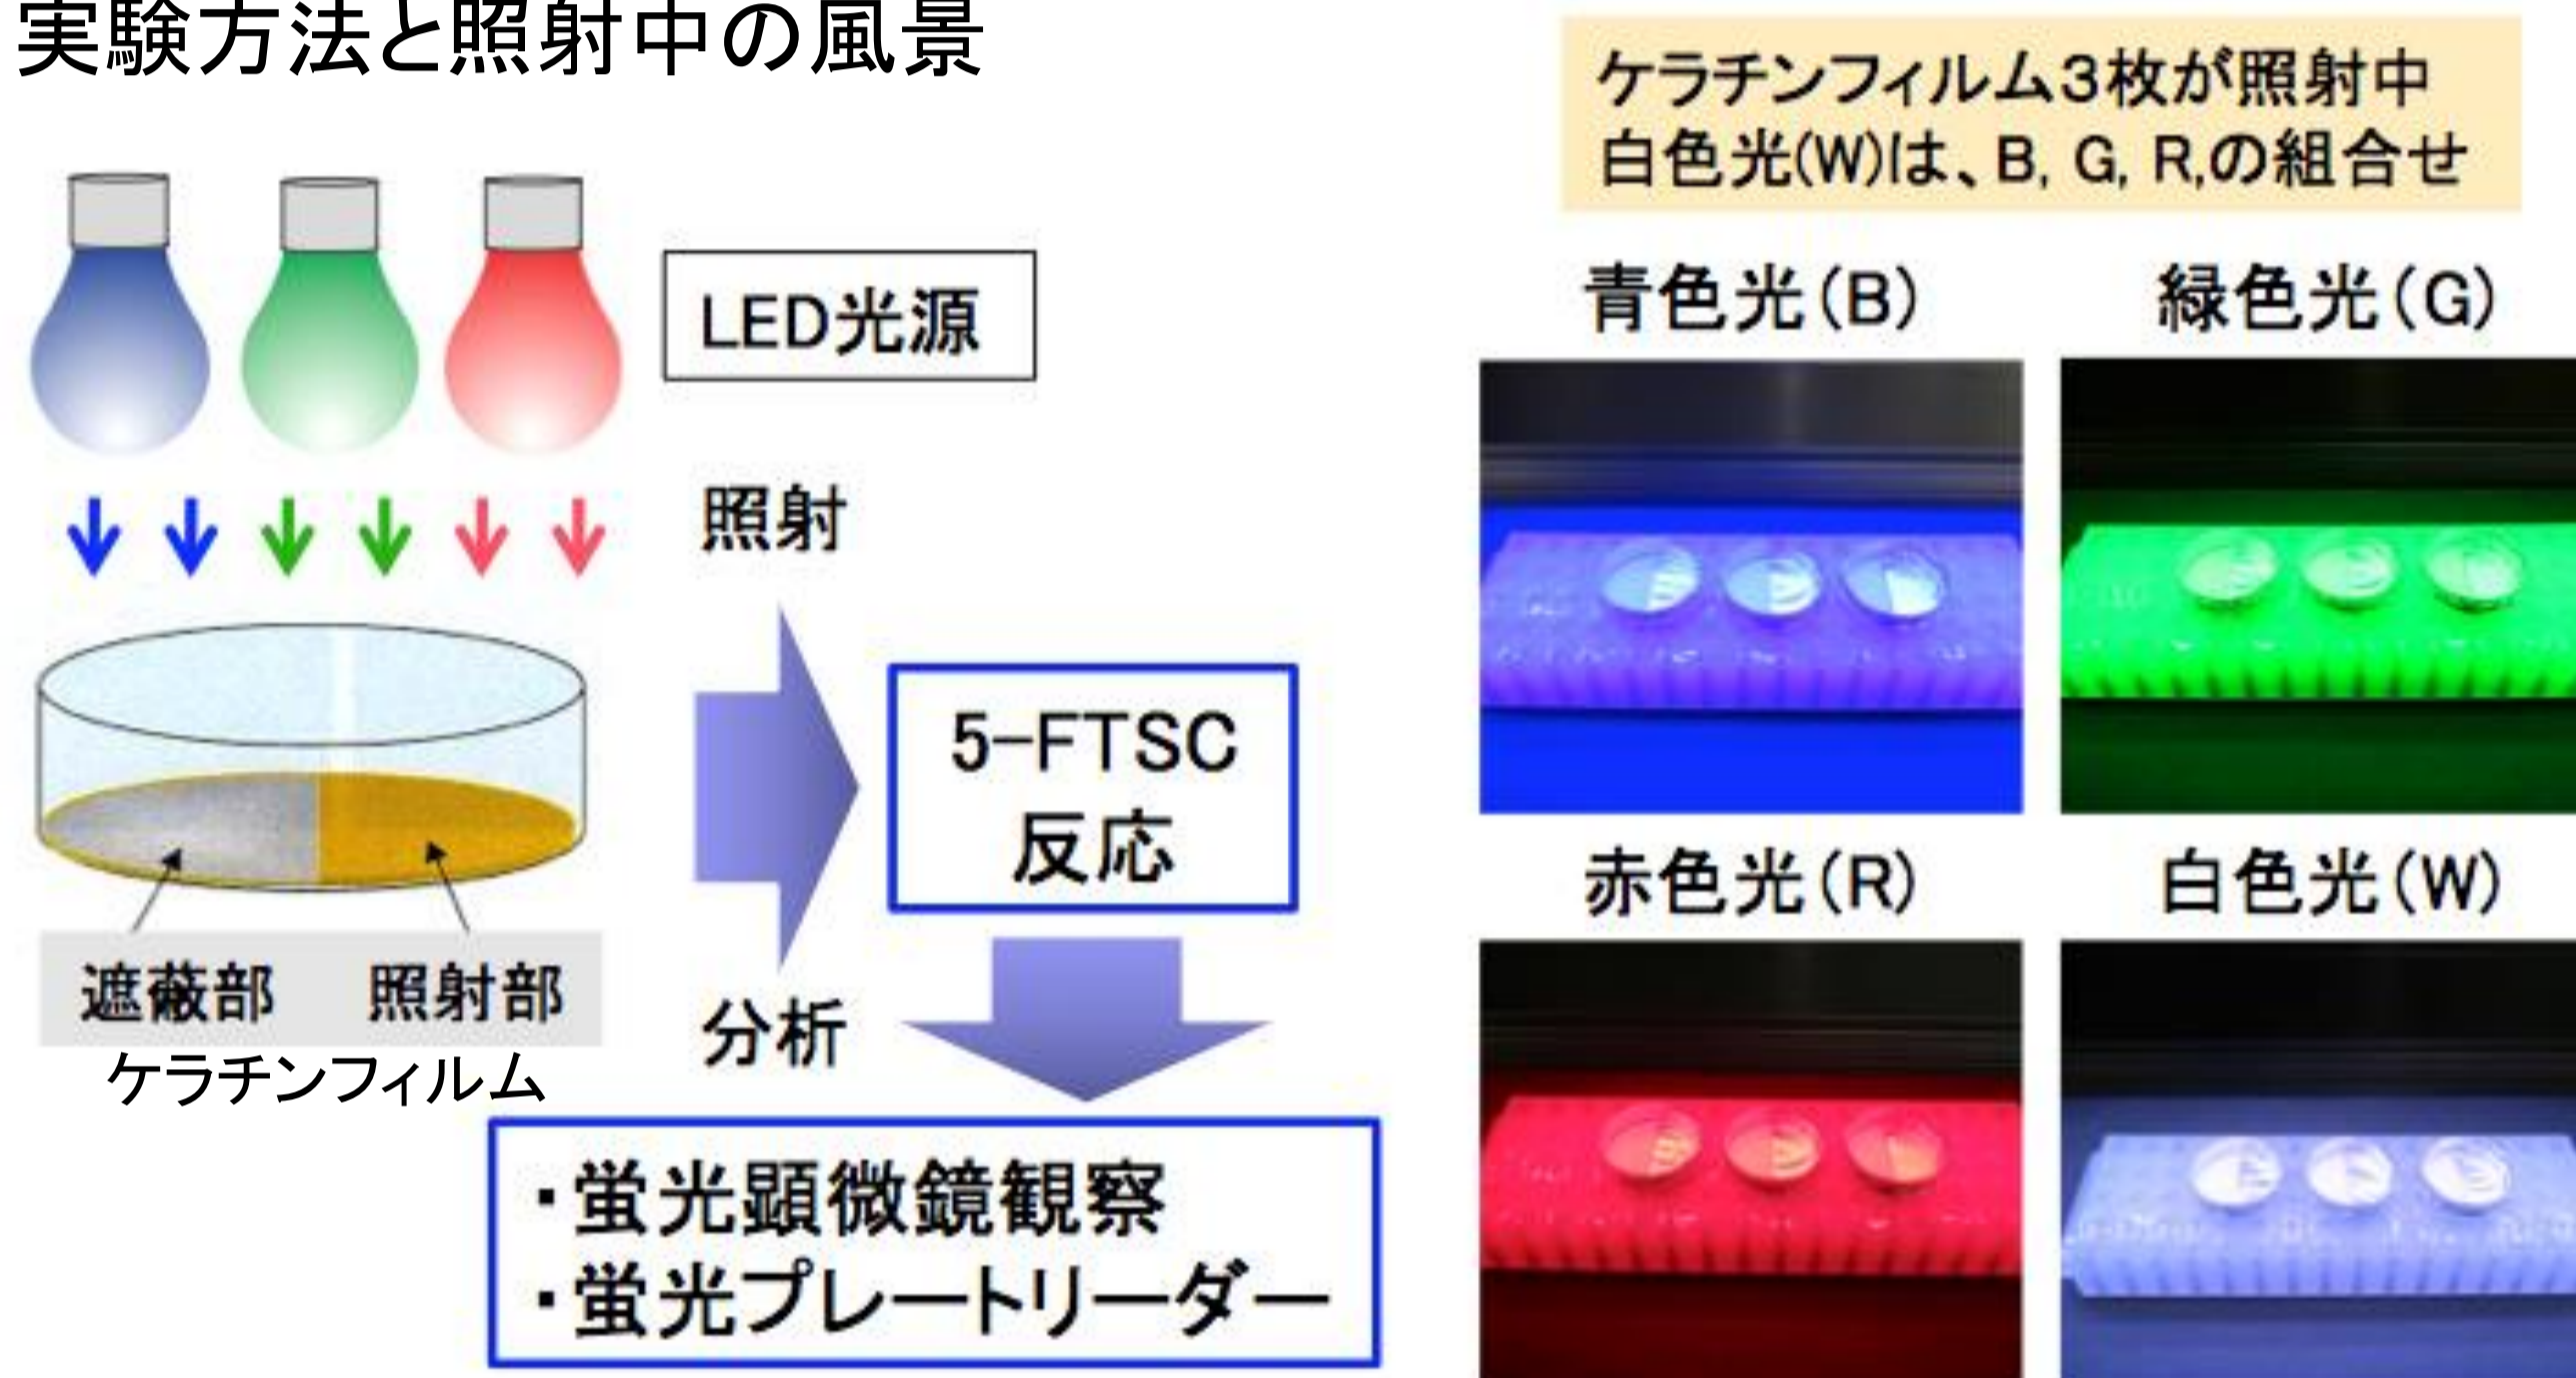 実験方法と照射中の風景
LED光源
照射
遮蔽部 照射部
ケラチンフィルム
5-FTSC
反応
分析
・蛍光顕微鏡観察
・蛍光プレートリーダー
ケラチンフィルム3枚が照射中
白色光(W)は、B, G, R,の組合せ
青色光(B)
緑色光(G)
赤色光(R)
白色光(W)